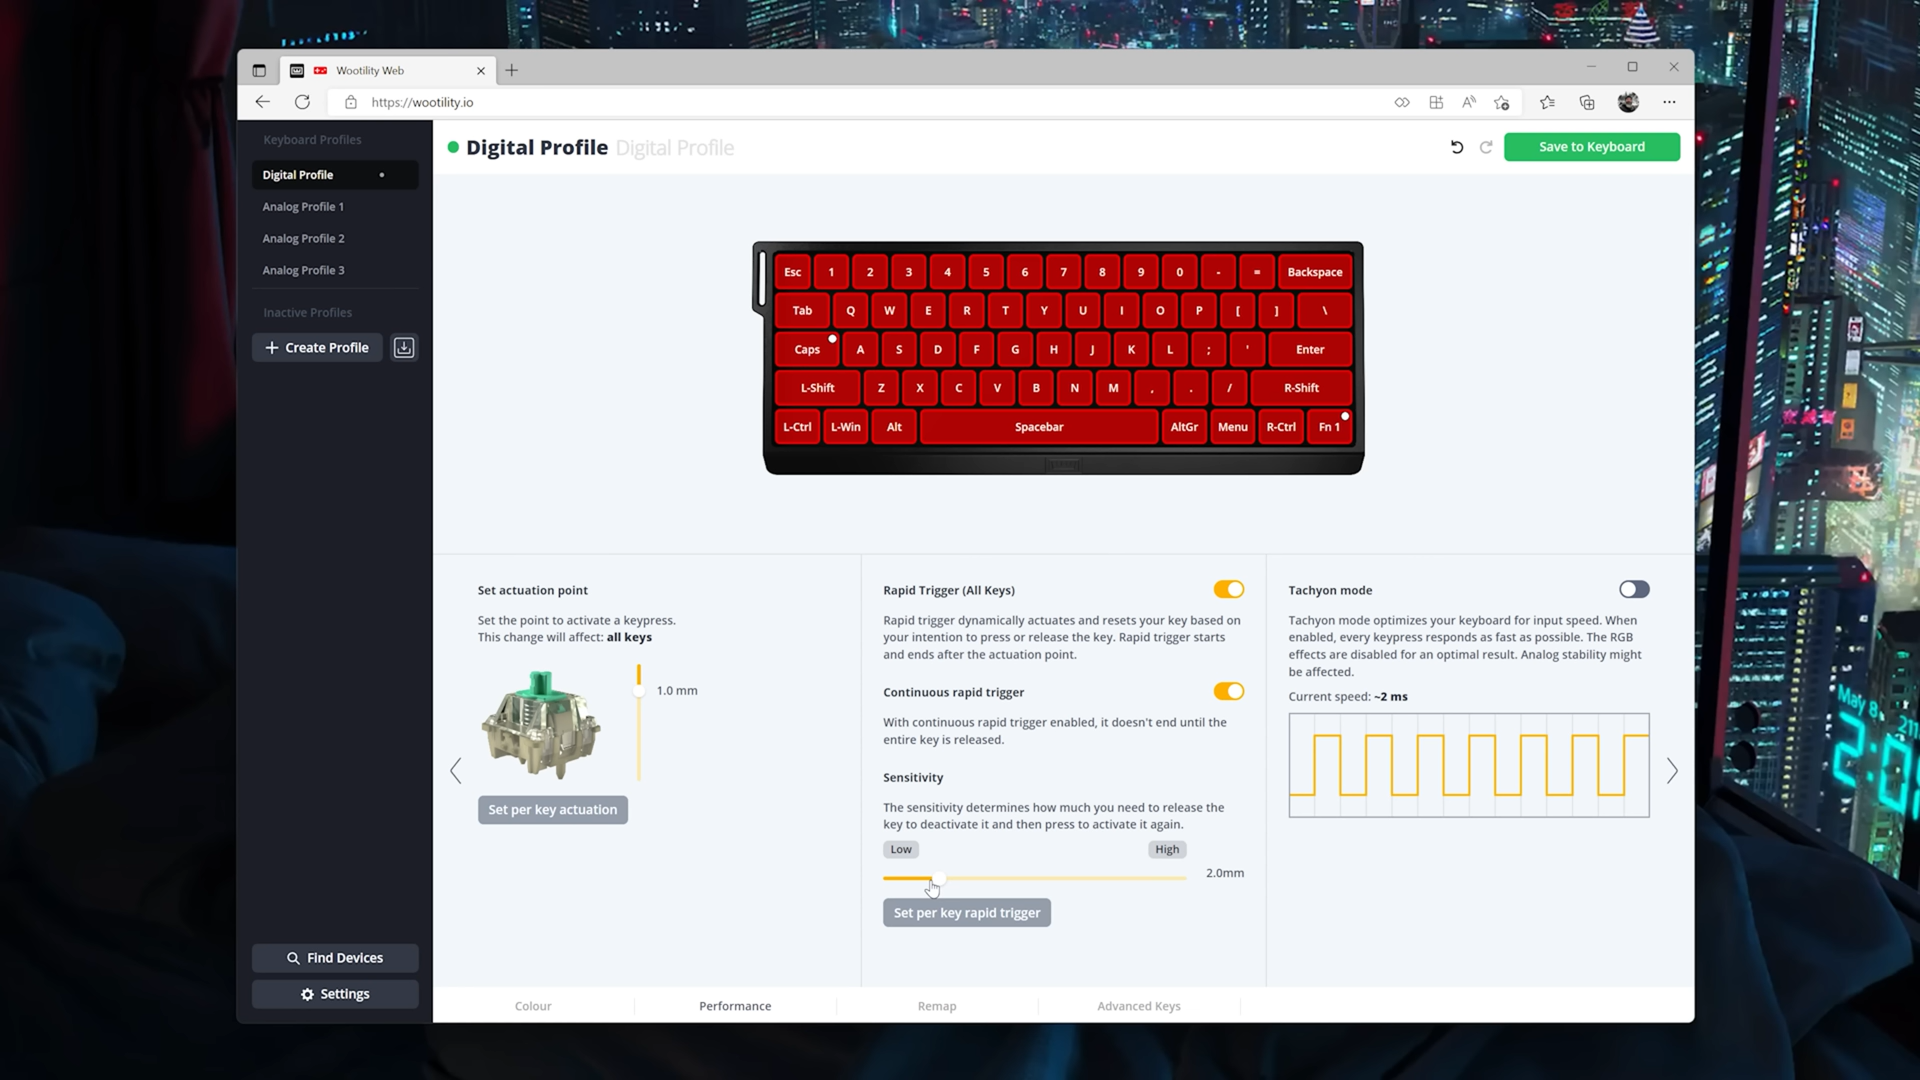 Wootility Web
https://wootility.io
Keyboard Profiles
Digital Profile
Analog Profile 1
Analog Profile 2
Analog Profile 3
Inactive Profiles
Create Profile
Find Devices
Settings
Digital Profile Digital Profile
Save to Keyboard
Esc 1 2 3 4 5 6 7 8 9 0 - = Backspace
Tab Q W E R T Y U I O P [ ] \
Caps A S D F G H J K L ; ' Enter
L-Shift Z X C V B N M , . / R-Shift
L-Ctrl L-Win Alt Spacebar AltGr Menu R-Ctrl Fn 1
Set actuation point
Set the point to activate a keypress.
This change will affect: all keys
1.0 mm
Set per key actuation
Rapid Trigger (All Keys)
Rapid trigger dynamically actuates and resets your key based on
your intention to press or release the key. Rapid trigger starts
and ends after the actuation point.
Continuous rapid trigger
With continuous rapid trigger enabled, it doesn't end until the
entire key is released.
Sensitivity
The sensitivity determines how much you need to release the
key to deactivate it and then press to activate it again.
Low High
2.0mm
Set per key rapid trigger
Tachyon mode
Tachyon mode optimizes your keyboard for input speed. When
enabled, every keypress responds as fast as possible. The RGB
effects are disabled for an optimal result. Analog stability might
be affected.
Current speed: ~2 ms
Colour Performance Remap Advanced Keys
May 8